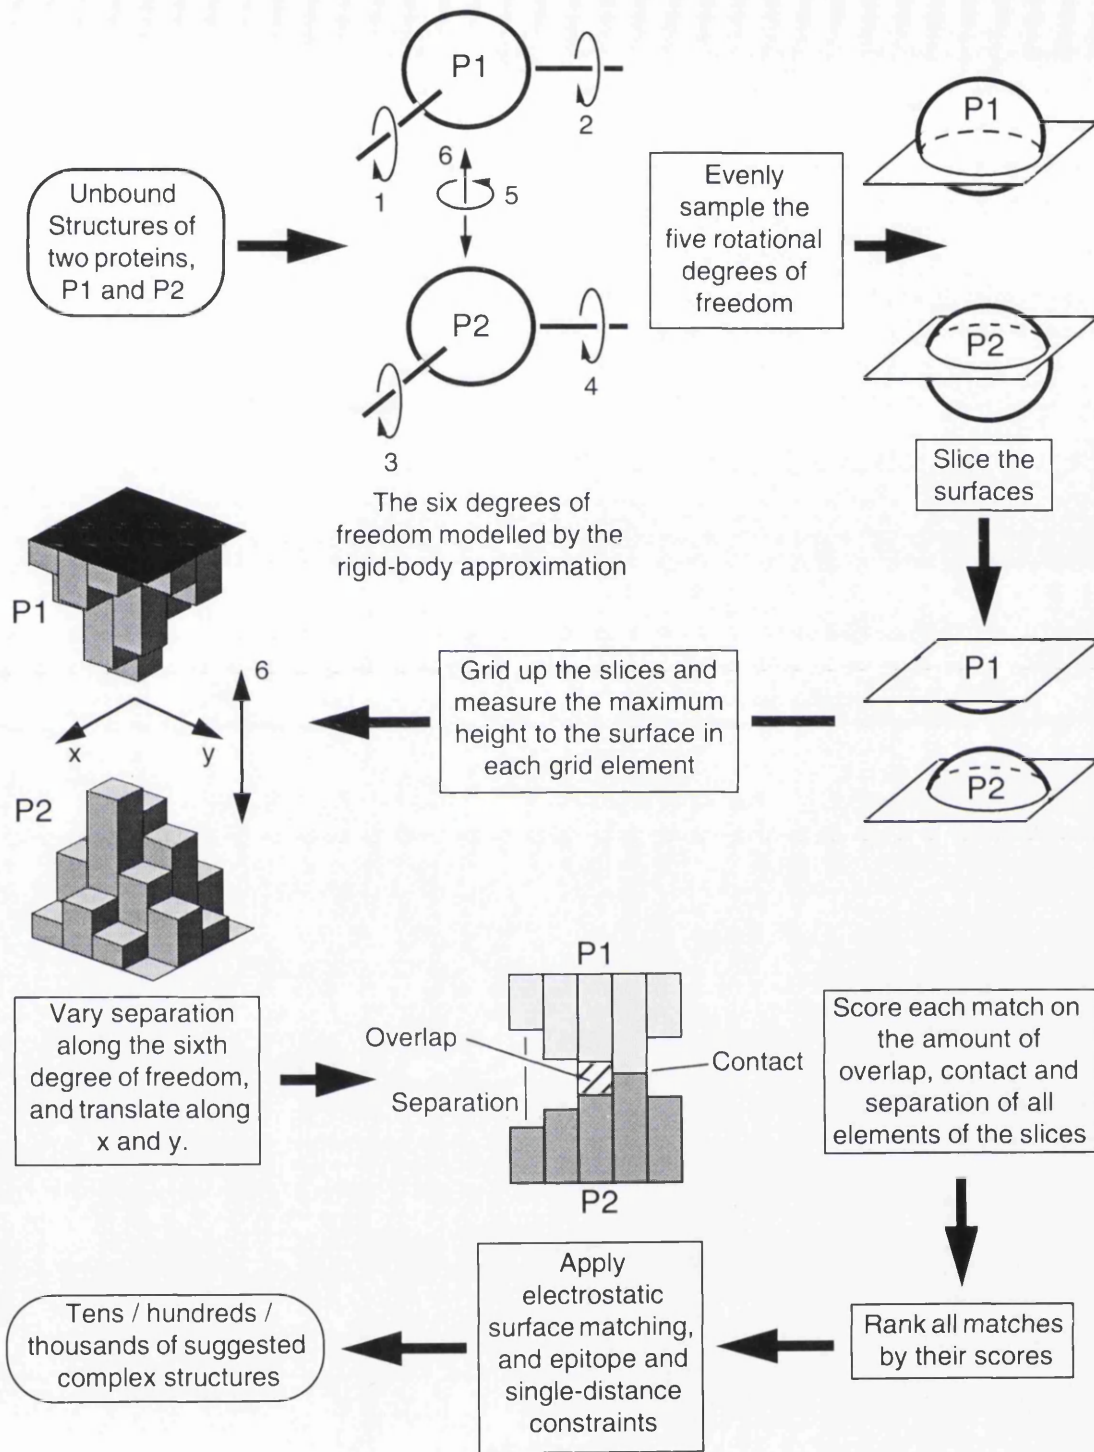 Unbound
Structures of
two proteins,
P1 and P2
P1
1
2
6
5
P2
3
4
The six degrees of
freedom modelled by the
rigid-body approximation
Evenly
sample the
five rotational
degrees of
freedom
P1
P2
Slice the
surfaces
P1
P2
Grid up the slices and
measure the maximum
height to the surface in
each grid element
P1
6
x
y
P2
Vary separation
along the sixth
degree of freedom,
and translate along
x and y.
P1
Overlap
Contact
Separation
P2
Score each match on
the amount of
overlap, contact and
separation of all
elements of the slices
Rank all matches
by their scores
Apply
electrostatic
surface matching,
and epitope and
single-distance
constraints
Tens / hundreds /
thousands of suggested
complex structures